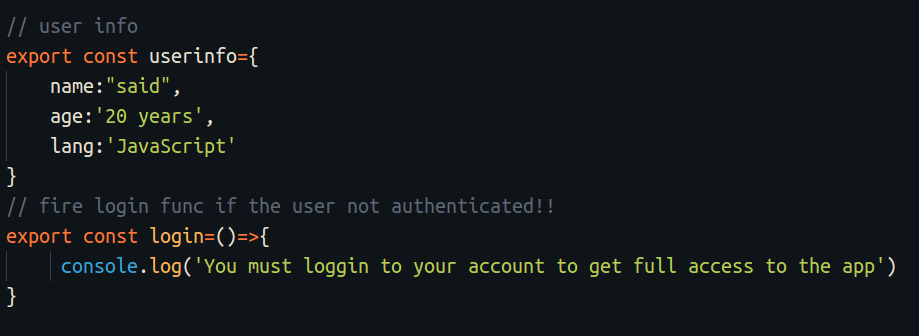 // user info
export const userinfo={
name:"said",
age:'20 years',
lang:'JavaScript'
}
// fire login func if the user not authenticated!!
export const login=()=>{
console.log('You must loggin to your account to get full access to the app')
}